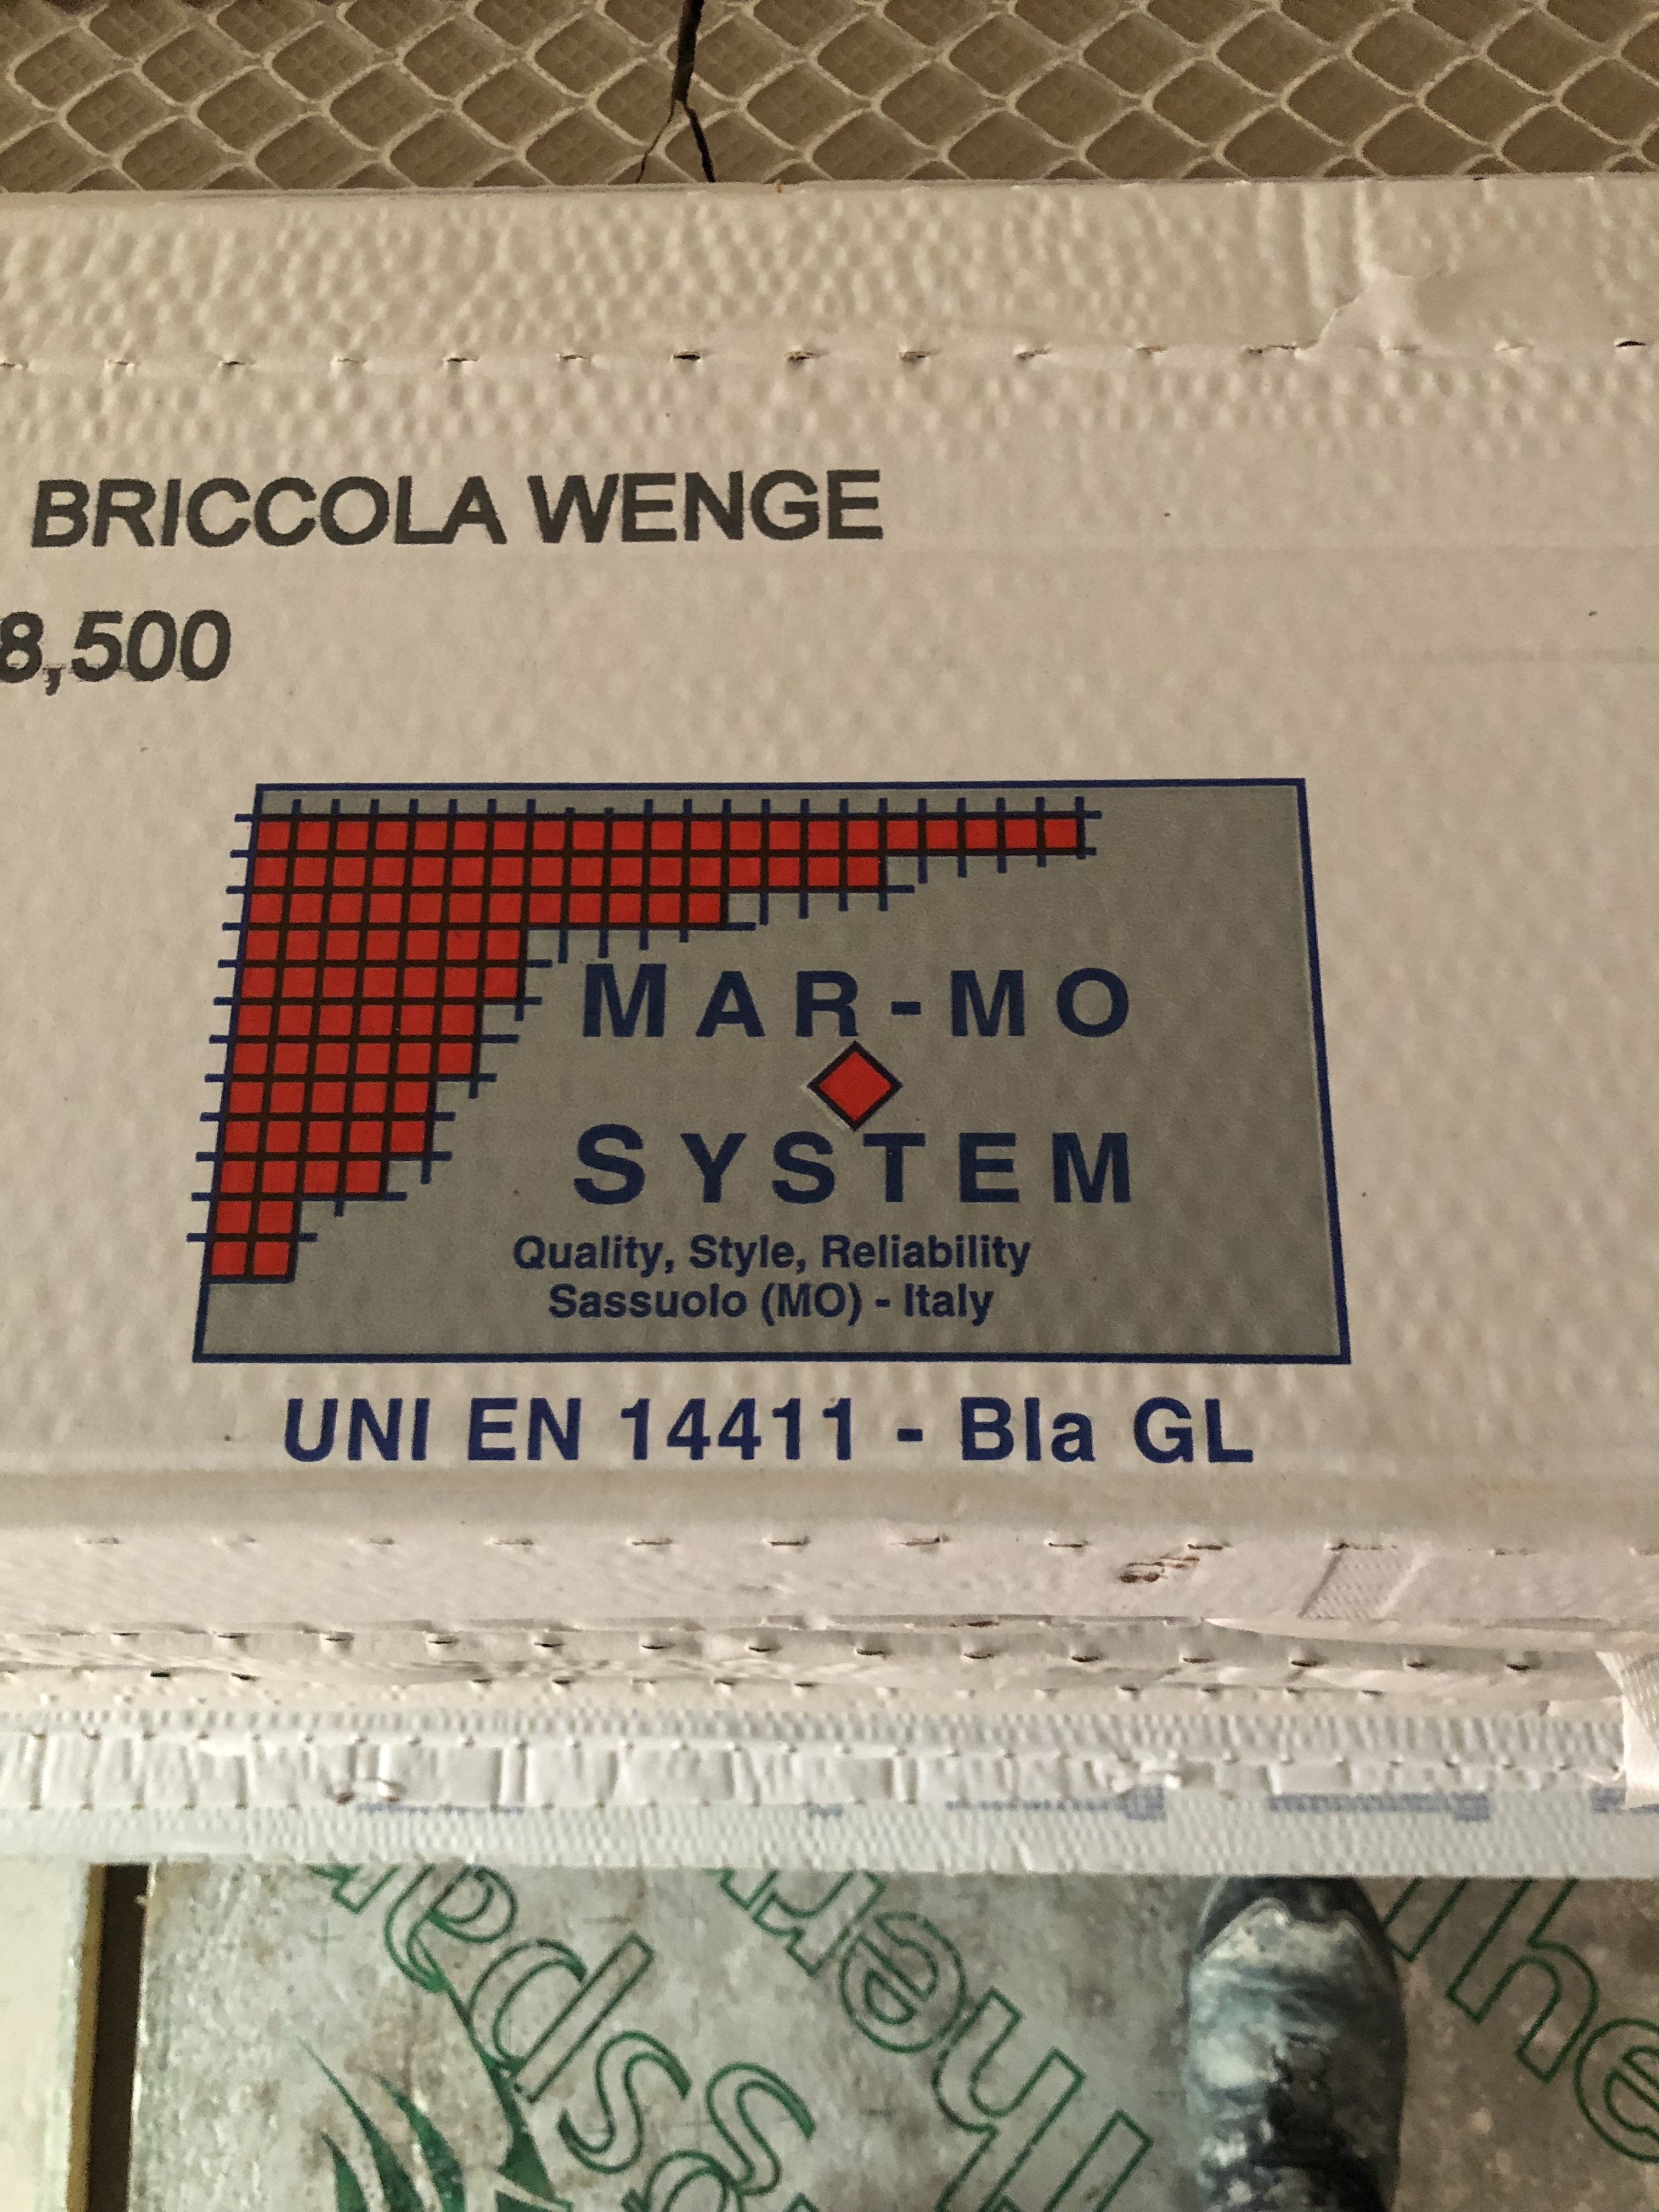 BRICCOLA WENGE
8,500
MAR-MO
SYSTEM
Quality, Style, Reliability
Sassuolo (MO) - Italy
UNI EN 14411 - BIa GL